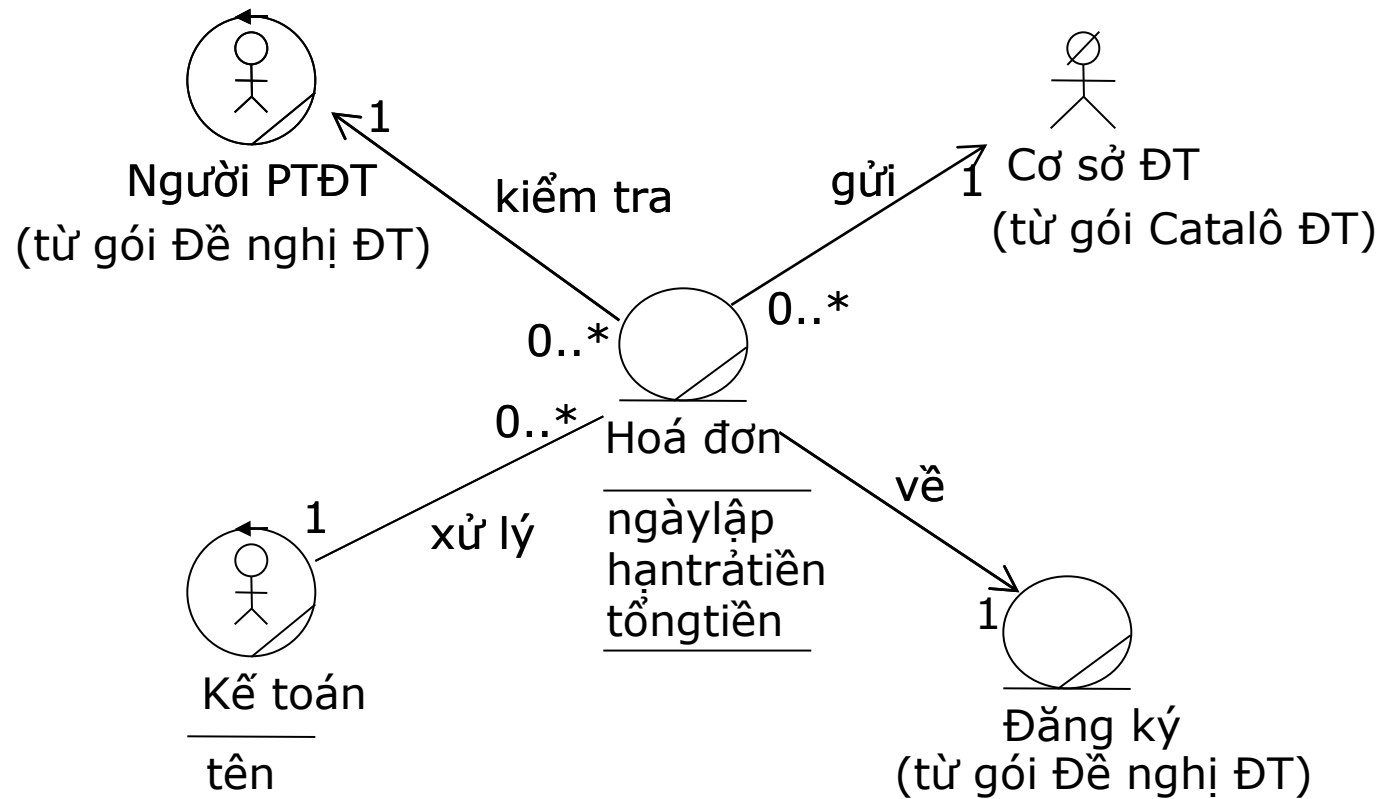 1
Người PTĐT
(từ gói Đề nghị ĐT)
kiểm tra
gửi
1
Cơ sở ĐT
(từ gói Catalô ĐT)
0..*
0..*
0..*
Hoá đơn
ngàylập
hạntrảtiền
tổngtiền
về
1
xử lý
Kế toán
tên
1
Đăng ký
(từ gói Đề nghị ĐT)